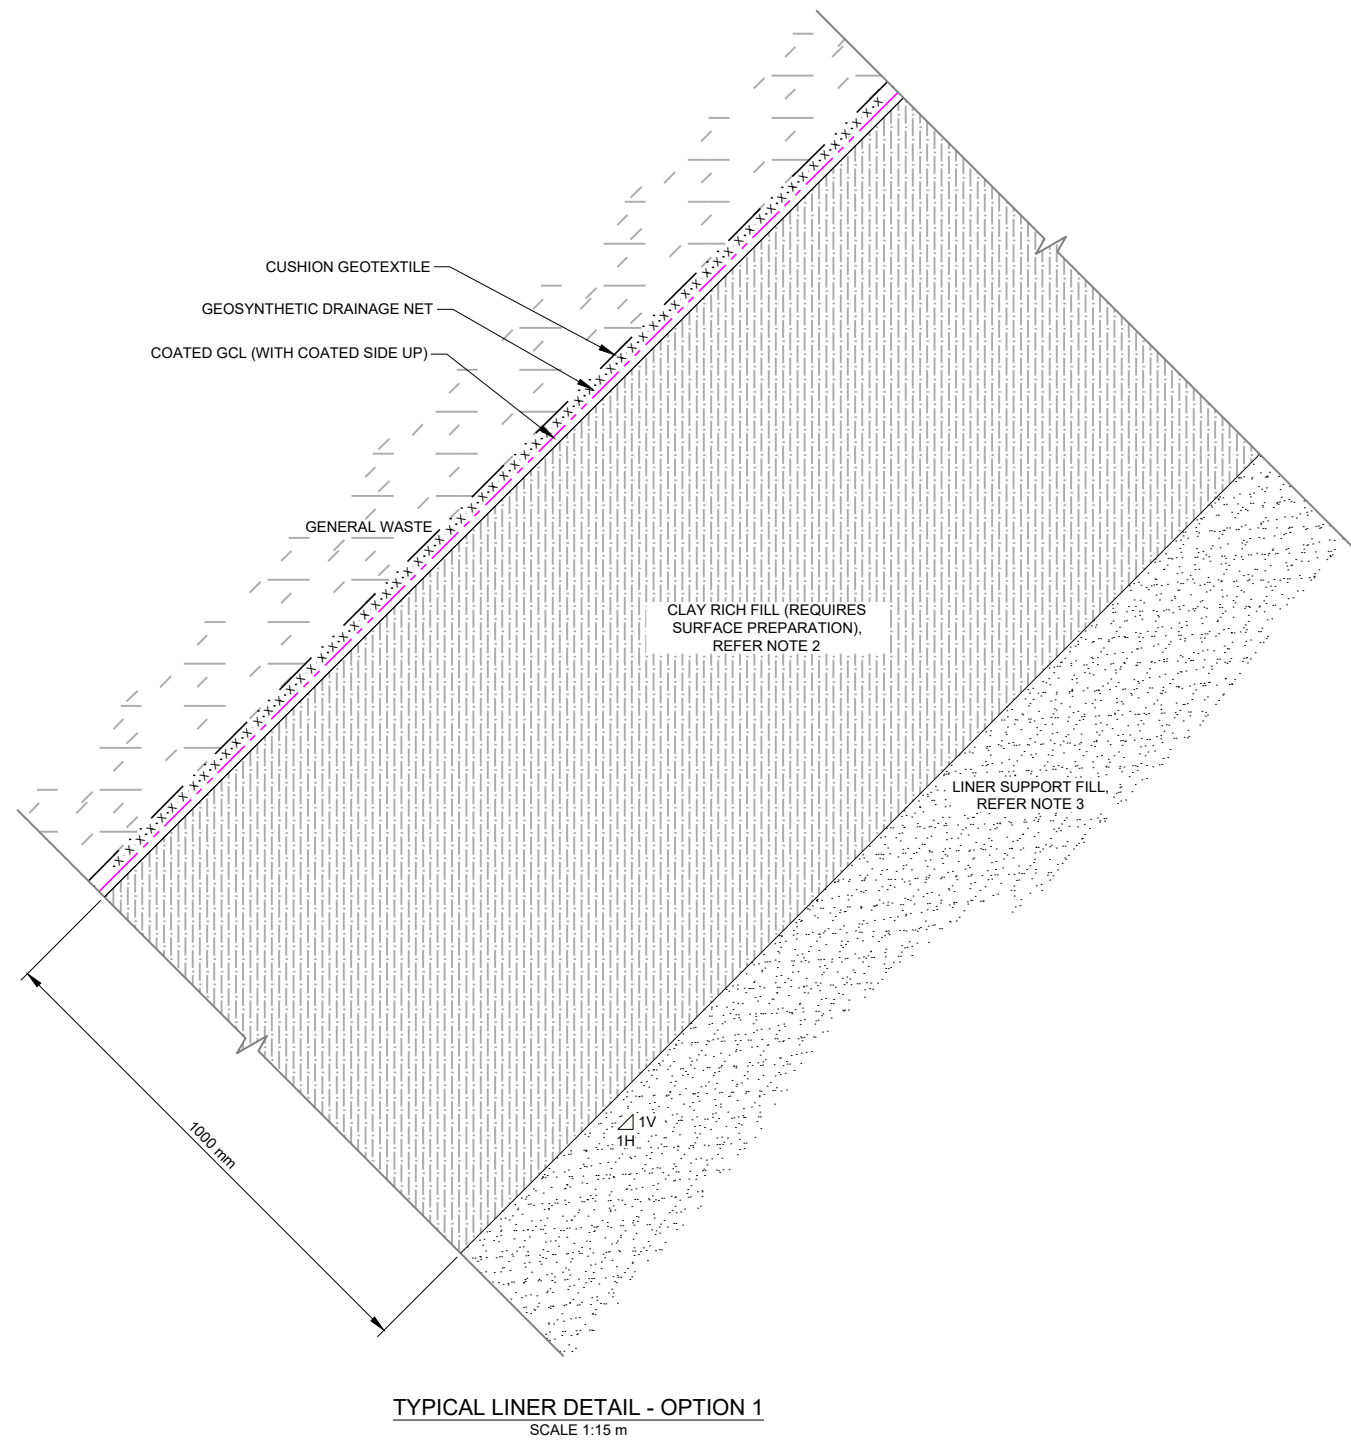 CUSHION GEOTEXTILE
GEOSYNTHETIC DRAINAGE NET
COATED GCL (WITH COATED SIDE UP)
GENERAL WASTE
CLAY RICH FILL (REQUIRES
SURFACE PREPARATION),
REFER NOTE 2
LINER SUPPORT FILL,
REFER NOTE 3
1V
1H
1000 mm
TYPICAL LINER DETAIL - OPTION 1
SCALE 1:15 m